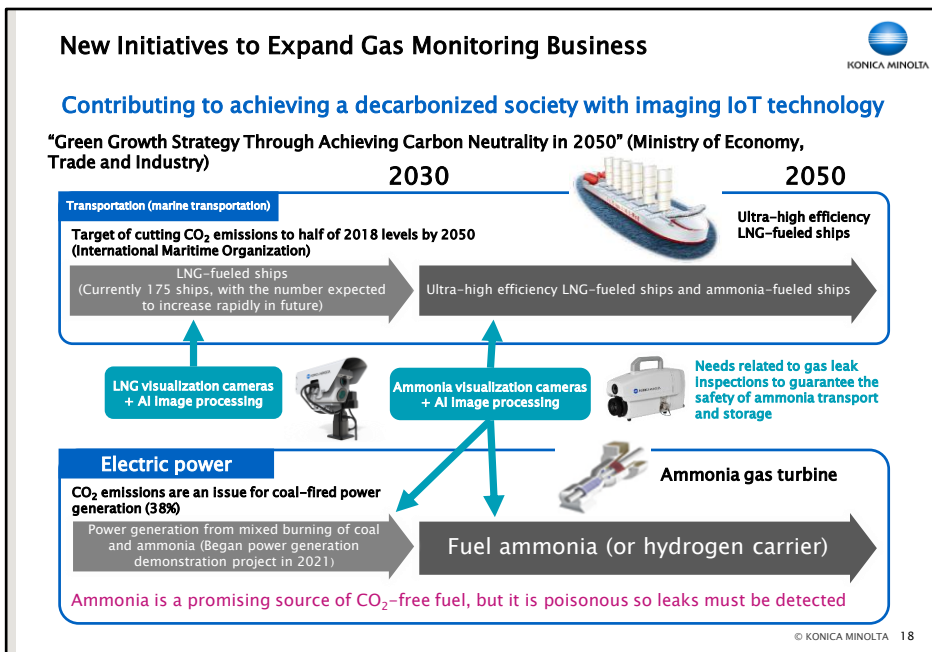 New Initiatives to Expand Gas Monitoring Business
KONICA MINOLTA
Contributing to achieving a decarbonized society with imaging IoT technology
“Green Growth Strategy Through Achieving Carbon Neutrality in 2050” (Ministry of Economy,
Trade and Industry)
2030
2050
Transportation (marine transportation)
Target of cutting CO2 emissions to half of 2018 levels by 2050
(International Maritime Organization)
Ultra-high efficiency
LNG-fueled ships
LNG-fueled ships
(Currently 175 ships, with the number expected
to increase rapidly in future)
Ultra-high efficiency LNG-fueled ships and ammonia-fueled ships
LNG visualization cameras
+ AI image processing
Ammonia visualization cameras
+ AI image processing
Needs related to gas leak
inspections to guarantee the
safety of ammonia transport
and storage
Electric power
CO2 emissions are an issue for coal-fired power
generation (38%)
Ammonia gas turbine
Power generation from mixed burning of coal
and ammonia (Began power generation
demonstration project in 2021)
Fuel ammonia (or hydrogen carrier)
Ammonia is a promising source of CO2-free fuel, but it is poisonous so leaks must be detected
© KONICA MINOLTA 18